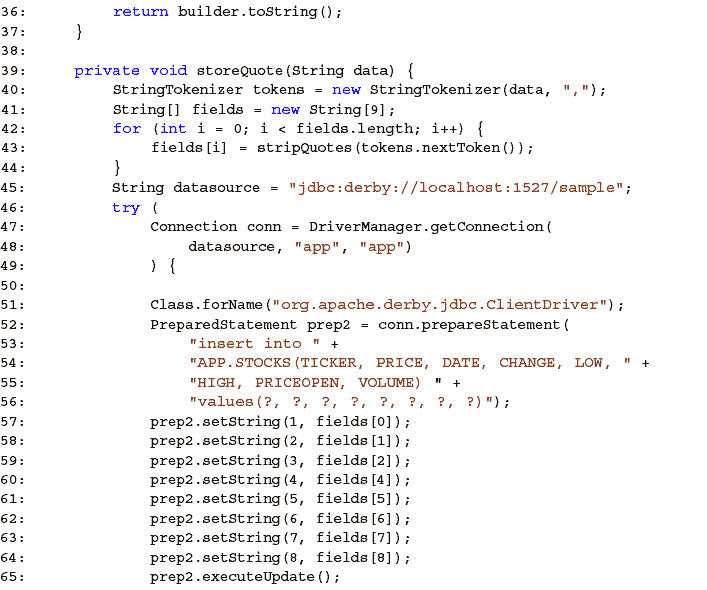 36:         return builder.toString();
37:     }
38:
39:     private void storeQuote(String data) {
40:         StringTokenizer tokens = new StringTokenizer(data, ",");
41:         String[] fields = new String[9];
42:         for (int i = 0; i < fields.length; i++) {
43:             fields[i] = stripQuotes(tokens.nextToken());
44:         }
45:         String datasource = "jdbc:derby://localhost:1527/sample";
46:         try (
47:             Connection conn = DriverManager.getConnection(
48:                 datasource, "app", "app")
49:             ) {
50:
51:             Class.forName("org.apache.derby.jdbc.ClientDriver");
52:             PreparedStatement prep2 = conn.prepareStatement(
53:                 "insert into " +
54:                 "APP.STOCKS(TICKER, PRICE, DATE, CHANGE, LOW, " +
55:                 "HIGH, PRICEOPEN, VOLUME) " +
56:                 "values(?, ?, ?, ?, ?, ?, ?, ?)");
57:             prep2.setString(1, fields[0]);
58:             prep2.setString(2, fields[1]);
59:             prep2.setString(3, fields[2]);
60:             prep2.setString(4, fields[4]);
61:             prep2.setString(5, fields[5]);
62:             prep2.setString(6, fields[6]);
63:             prep2.setString(7, fields[7]);
64:             prep2.setString(8, fields[8]);
65:             prep2.executeUpdate();